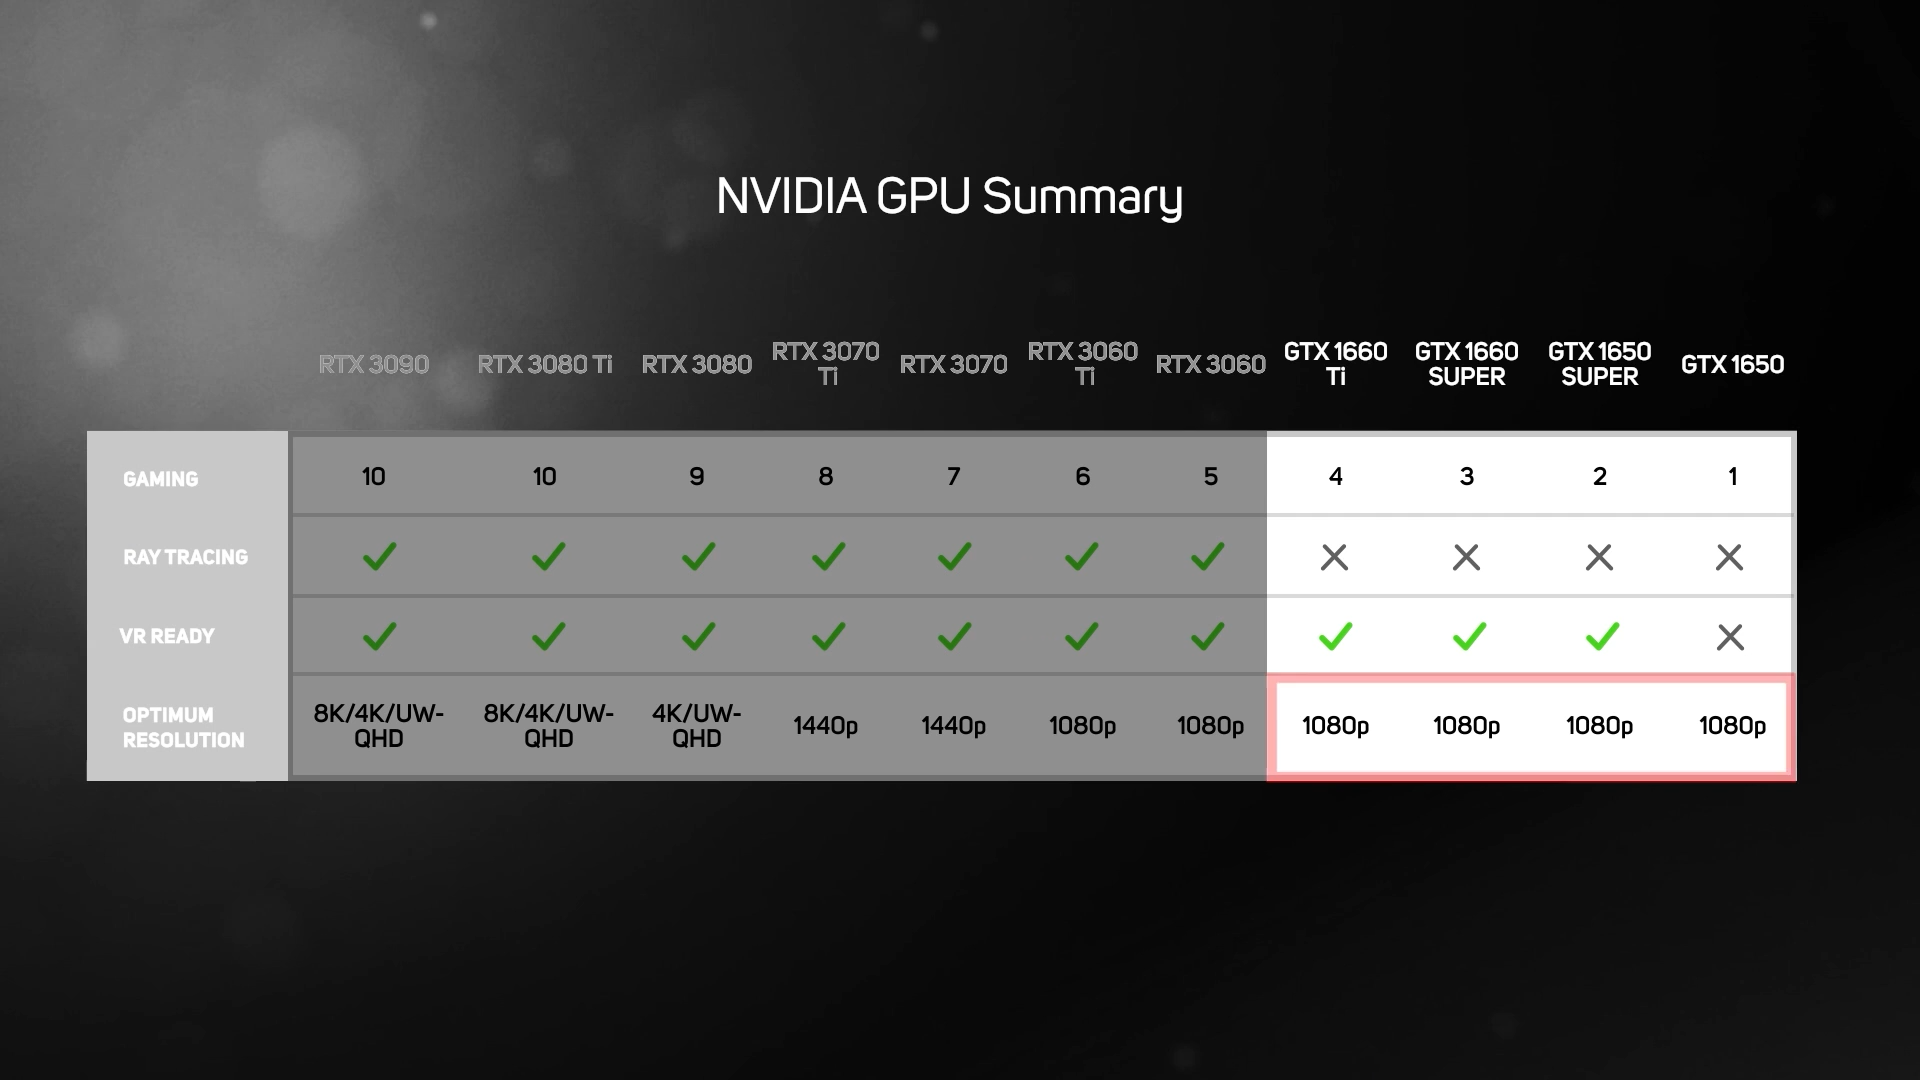 NVIDIA GPU Summary
RTX 3090 RTX 3080 Ti RTX 3080 RTX 3070 Ti RTX 3070 RTX 3060 Ti RTX 3060 GTX 1660 Ti GTX 1660 SUPER GTX 1650 SUPER GTX 1650
GAMING 10 10 9 8 7 6 5 4 3 2 1
RAY TRACING
VR READY
OPTIMUM RESOLUTION 8K/4K/UW-QHD 8K/4K/UW-QHD 4K/UW-QHD 1440p 1440p 1080p 1080p 1080p 1080p 1080p 1080p